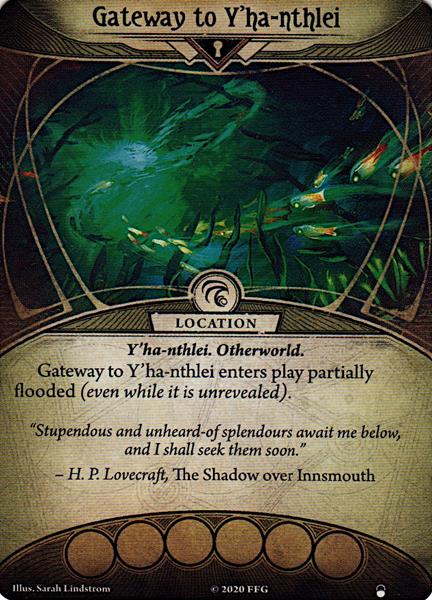 Gateway to Y'ha-nthlei
LOCATION
Y'ha-nthlei. Otherworld.
Gateway to Y'ha-nthlei enters play partially
flooded (even while it is unrevealed).
"Stupendous and unheard-of splendours await me below,
and I shall seek them soon."
– H. P. Lovecraft, The Shadow over Innsmouth
Illus. Sarah Lindstrom
© 2020 FFG